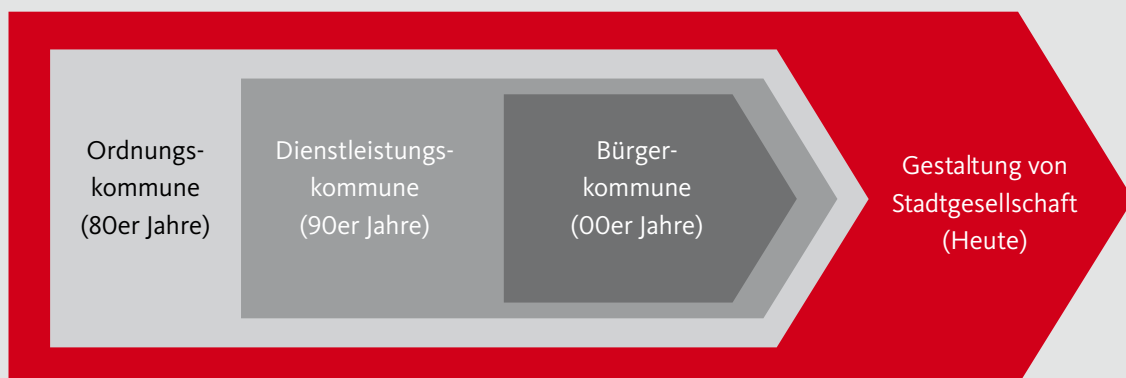 Ordnungs-
kommune
(80er Jahre)
Dienstleistungs-
kommune
(90er Jahre)
Bürger-
kommune
(00er Jahre)
Gestaltung von
Stadtgesellschaft
(Heute)